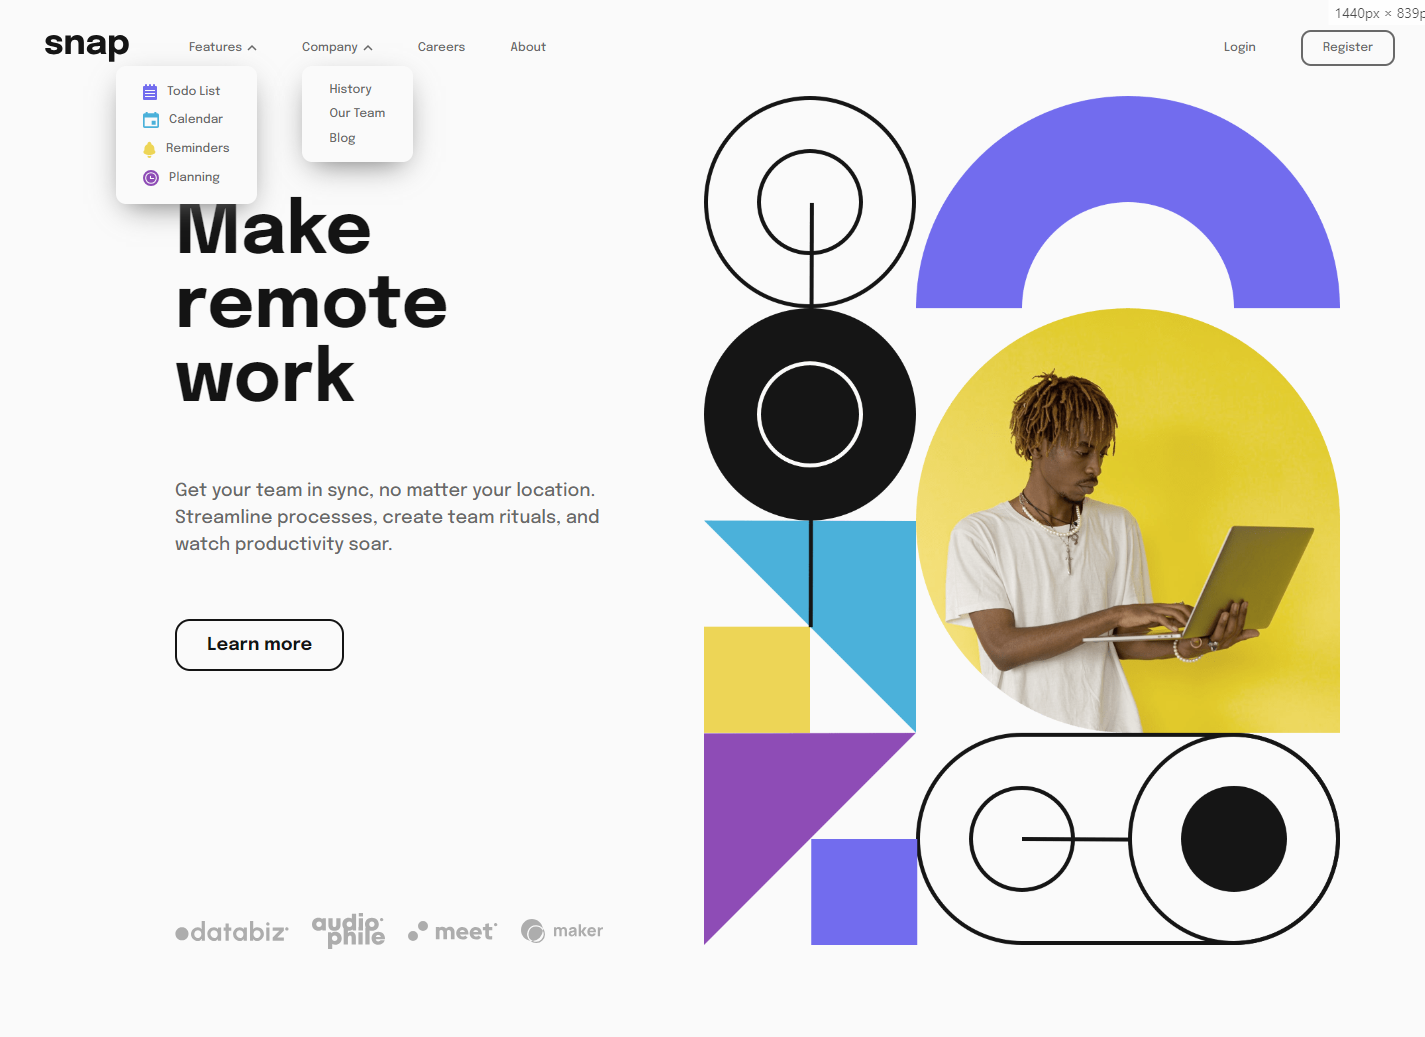 1440px × 839p
snap
Features
Company
Careers
About
Login
Register
Todo List
Calendar
Reminders
Planning
History
Our Team
Blog
Make
remote
work
Get your team in sync, no matter your location.
Streamline processes, create team rituals, and
watch productivity soar.
Learn more
databiz
audio
phile
meet
maker